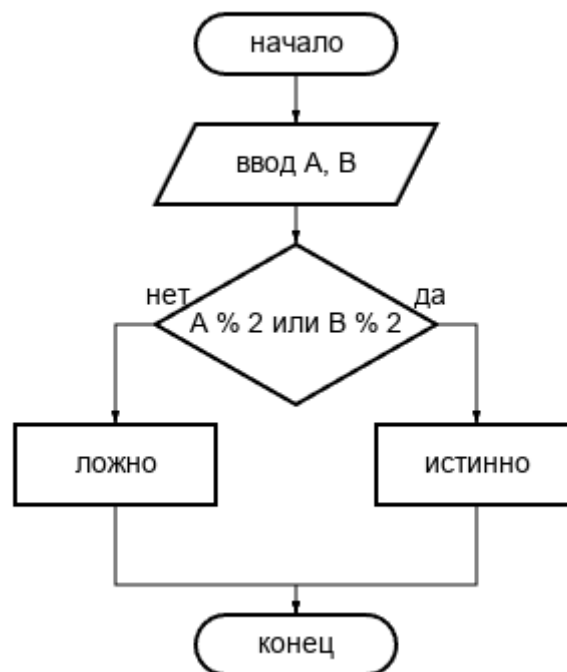 начало
ввод A, B
нет
да
A % 2 или B % 2
ложно
истинно
конец